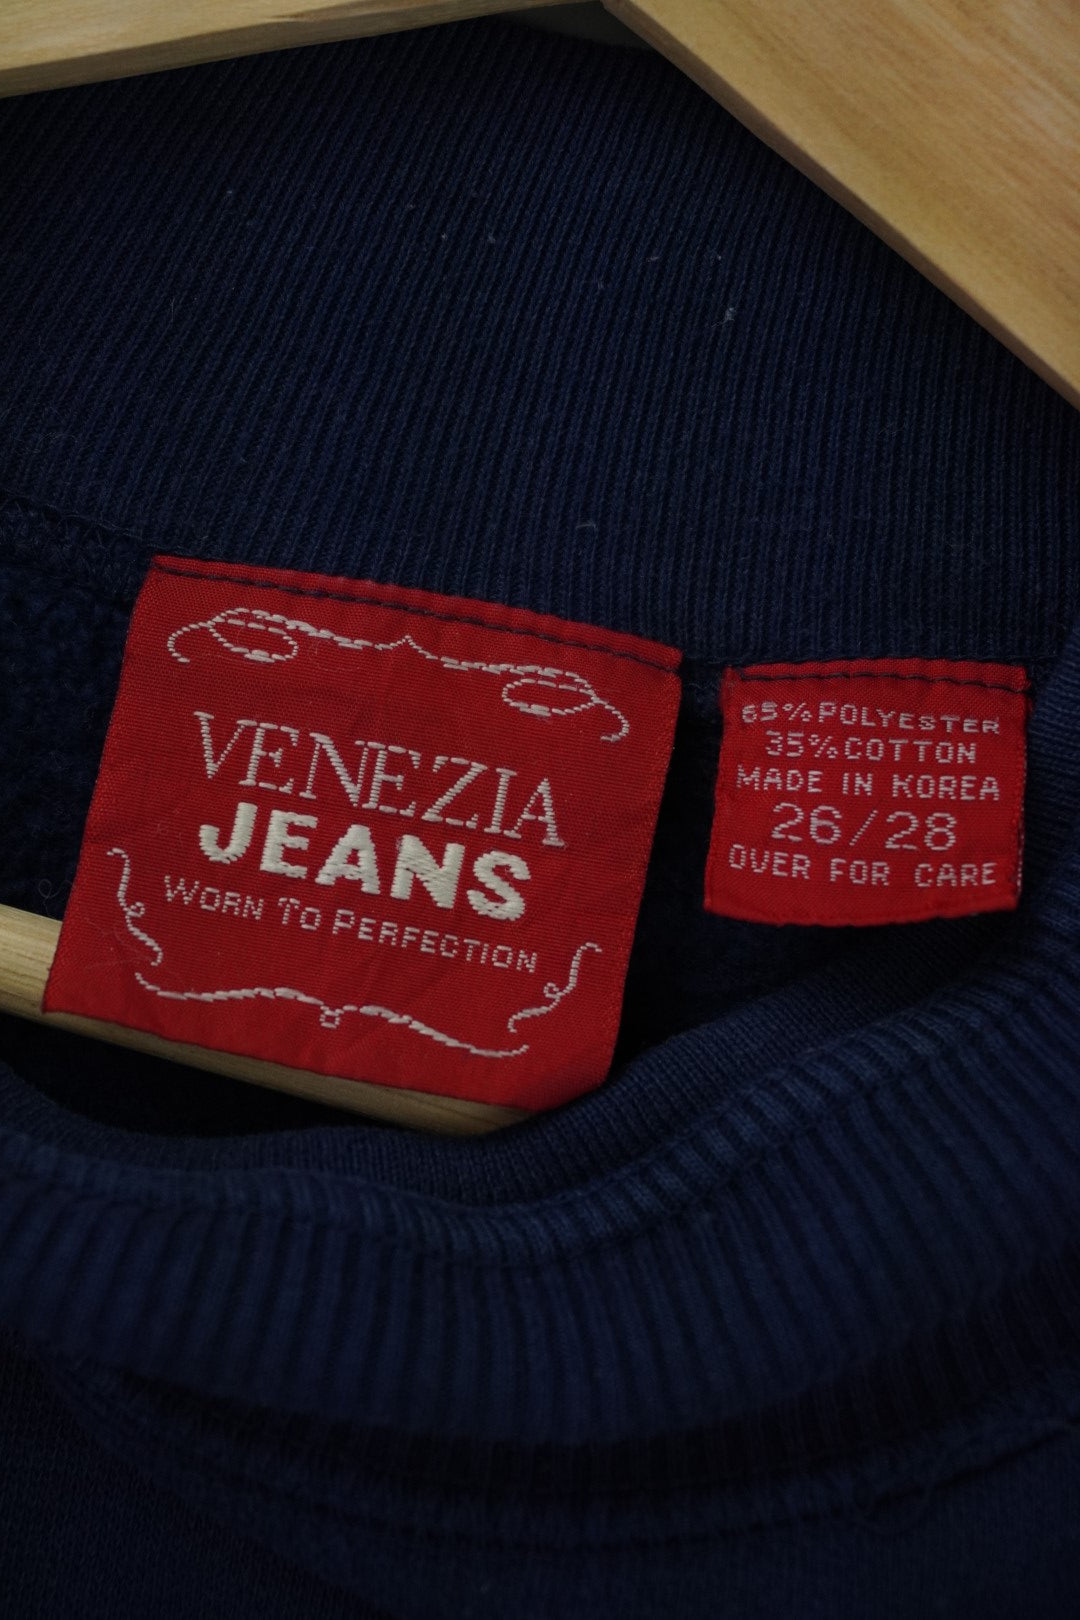 VENEZIA
JEANS
WORN TO PERFECTION
65% POLYESTER
35% COTTON
MADE IN KOREA
26/28
OVER FOR CARE